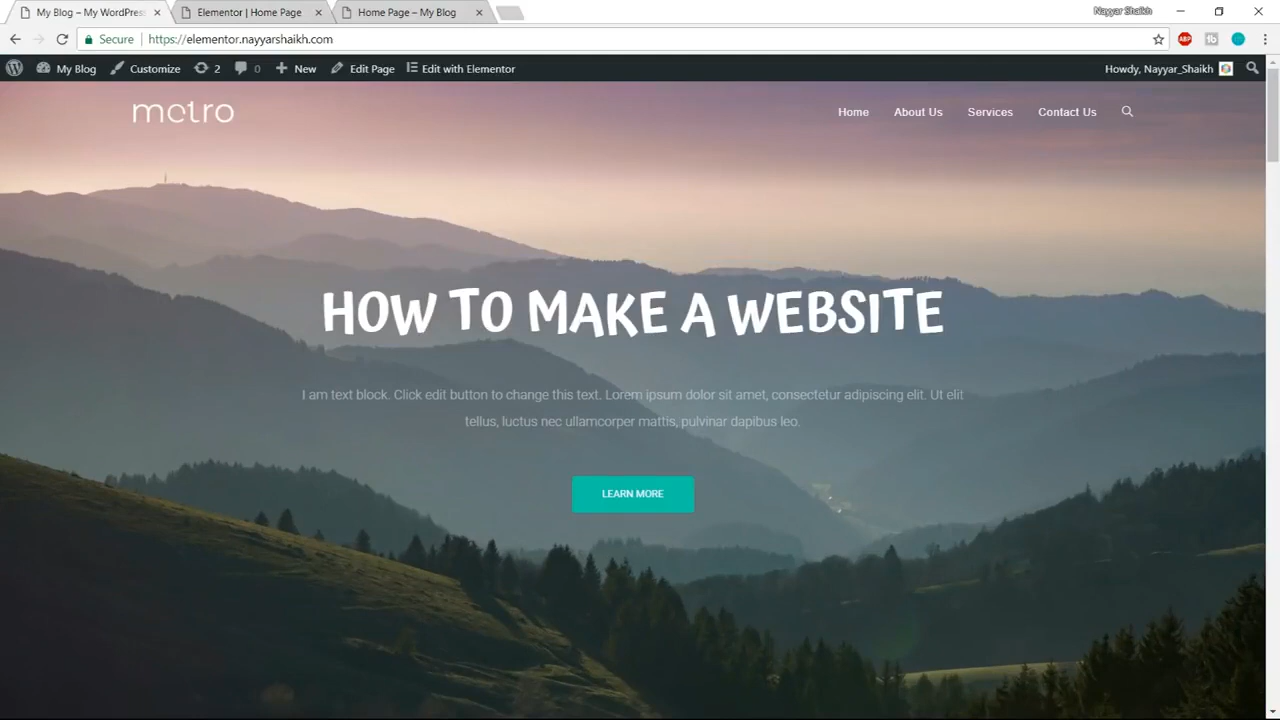 My Blog – My WordPress
Elementor | Home Page
Home Page – My Blog
Nayyar Shaikh
Secure
https://elementor.nayyarshaikh.com
ABP
tb
My Blog
Customize
2
0
New
Edit Page
Edit with Elementor
Howdy, Nayyar_Shaikh
metro
Home
About Us
Services
Contact Us
HOW TO MAKE A WEBSITE
I am text block. Click edit button to change this text. Lorem ipsum dolor sit amet, consectetur adipiscing elit. Ut elit
tellus, luctus nec ullamcorper mattis, pulvinar dapibus leo.
LEARN MORE